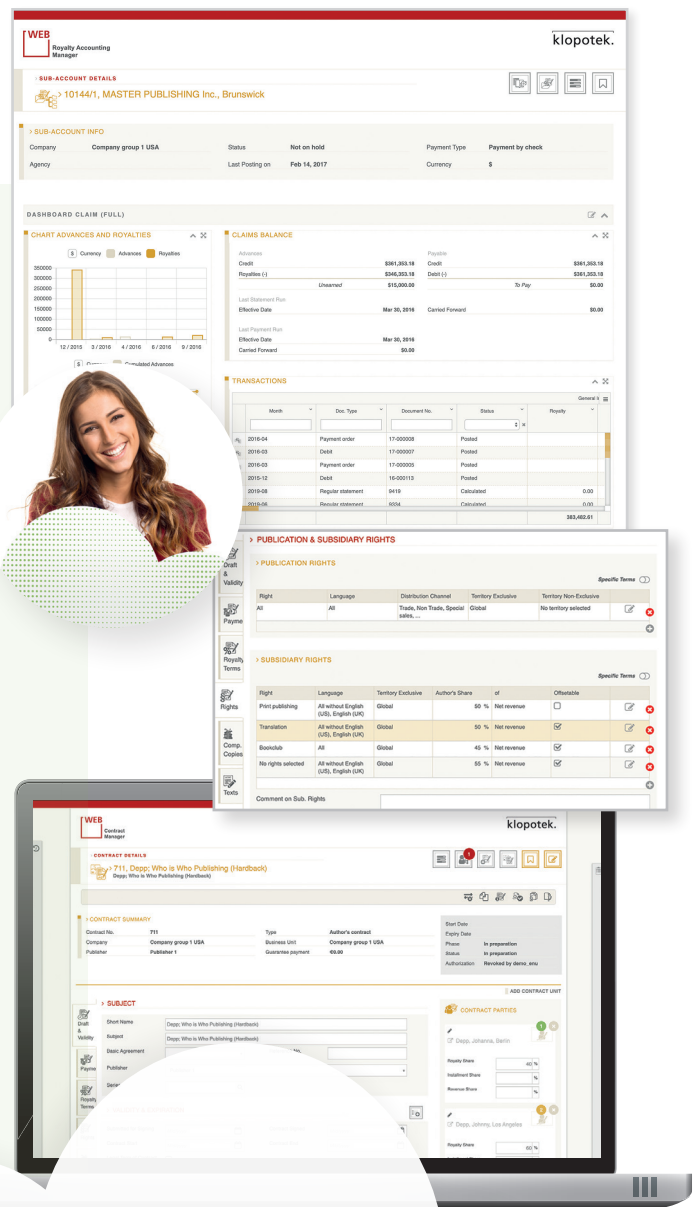 WEB
Royalty Accounting
Manager
klopotek.
› SUB-ACCOUNT DETAILS
› 10144/1, MASTER PUBLISHING Inc., Brunswick
› SUB-ACCOUNT INFO
Company Company group 1 USA Status Not on hold Payment Type Payment by check
Agency Last Posting on Feb 14, 2017 Currency $
DASHBOARD CLAIM (FULL)
CHART ADVANCES AND ROYALTIES
$ Currency Advances Royalties
350000
300000
250000
200000
150000
100000
50000
0
12 / 2015 3 / 2016 4 / 2016 6 / 2016 9 / 2016
$ Cumulated Advances
CLAIMS BALANCE
Advances Payable
Credit $361,353.18 Credit $361,353.18
Royalties (-) $346,353.18 Debit (-) $361,353.18
Unearned $15,000.00 To Pay $0.00
Last Statement Run
Effective Date Mar 30, 2016 Carried Forward $0.00
Last Payment Run
Effective Date Mar 30, 2016
Carried Forward $0.00
TRANSACTIONS
Month Doc. Type Document No. Status Royalty
2016-04 Payment order 17-000008 Posted
2016-03 Debit 17-000007 Posted
2016-03 Payment order 17-000005 Posted
2015-12 Debit 16-000113 Posted
2019-08 Regular statement 9419 Calculated 0.00
2019-06 Regular statement 9334 Calculated 0.00
383,462.61
› PUBLICATION & SUBSIDIARY RIGHTS
Draft
&
Validity
Payme
Royalty
Terms
Rights
Comp.
Copies
Texts
› PUBLICATION RIGHTS
Specific Terms
Right Language Distribution Channel Territory Exclusive Territory Non-Exclusive
All All Trade, Non Trade, Special Global No territory selected
sales, ...
› SUBSIDIARY RIGHTS
Specific Terms
Right Language Territory Exclusive Author's Share of Offsetable
Print publishing All without English Global 50 % Net revenue
(US), English (UK)
Translation All without English Global 50 % Net revenue
(US), English (UK)
Bookclub All Global 45 % Net revenue
No rights selected All without English Global 55 % Net revenue
(US), English (UK)
Comment on Sub. Rights
WEB
Contract
Manager
klopotek.
› CONTRACT DETAILS
› 711, Depp; Who is Who Publishing (Hardback)
Depp; Who is Who Publishing (Hardback)
1
› CONTRACT SUMMARY
Contract No. 711 Type Author's contract
Company Company group 1 USA Business Unit Company group 1 USA
Publisher Publisher 1 Guarantee payment €0.00
Start Date
Expiry Date
Phase In preparation
Status In preparation
Authorization Revoked by demo_enu
ADD CONTRACT UNIT
› SUBJECT
Draft
&
Validity
Payme
Royalty
Terms
Short Name Depp; Who is Who Publishing (Hardback)
Subject Depp; Who is Who Publishing (Hardback)
Basic Agreement No.
Publisher
CONTRACT PARTIES
1
Depp, Johanna, Berlin
Royalty Share 40 %
Installment Share %
Revenue Share %
2
Depp, Johnny, Los Angeles
Royalty Share 60 %